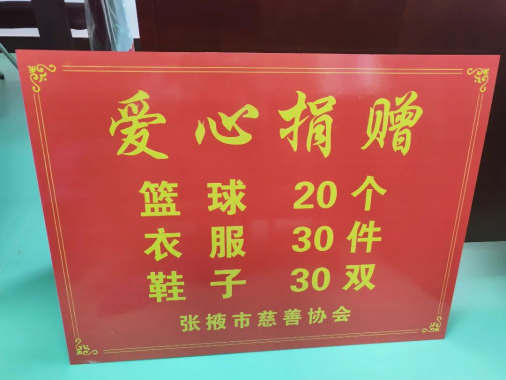 爱心捐赠
篮球 20个
衣服 30件
鞋子 30双
张掖市慈善协会